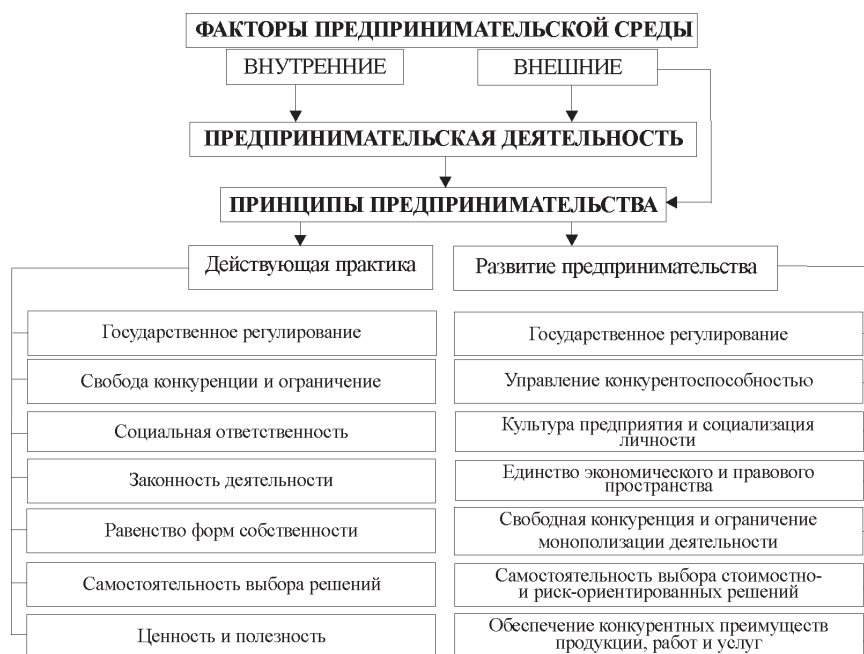 ФАКТОРЫ ПРЕДПРИНИМАТЕЛЬСКОЙ СРЕДЫ
ВНУТРЕННИЕ
ВНЕШНИЕ
ПРЕДПРИНИМАТЕЛЬСКАЯ ДЕЯТЕЛЬНОСТЬ
ПРИНЦИПЫ ПРЕДПРИНИМАТЕЛЬСТВА
Действующая практика
Развитие предпринимательства
Государственное регулирование
Свобода конкуренции и ограничение
Социальная ответственность
Законность деятельности
Равенство форм собственности
Самостоятельность выбора решений
Ценность и полезность
Государственное регулирование
Управление конкурентоспособностью
Культура предприятия и социализация
личности
Единство экономического и правового
пространства
Свободная конкуренция и ограничение
монополизации деятельности
Самостоятельность выбора стоимостно-
и риск-ориентированных решений
Обеспечение конкурентных преимуществ
продукции, работ и услуг